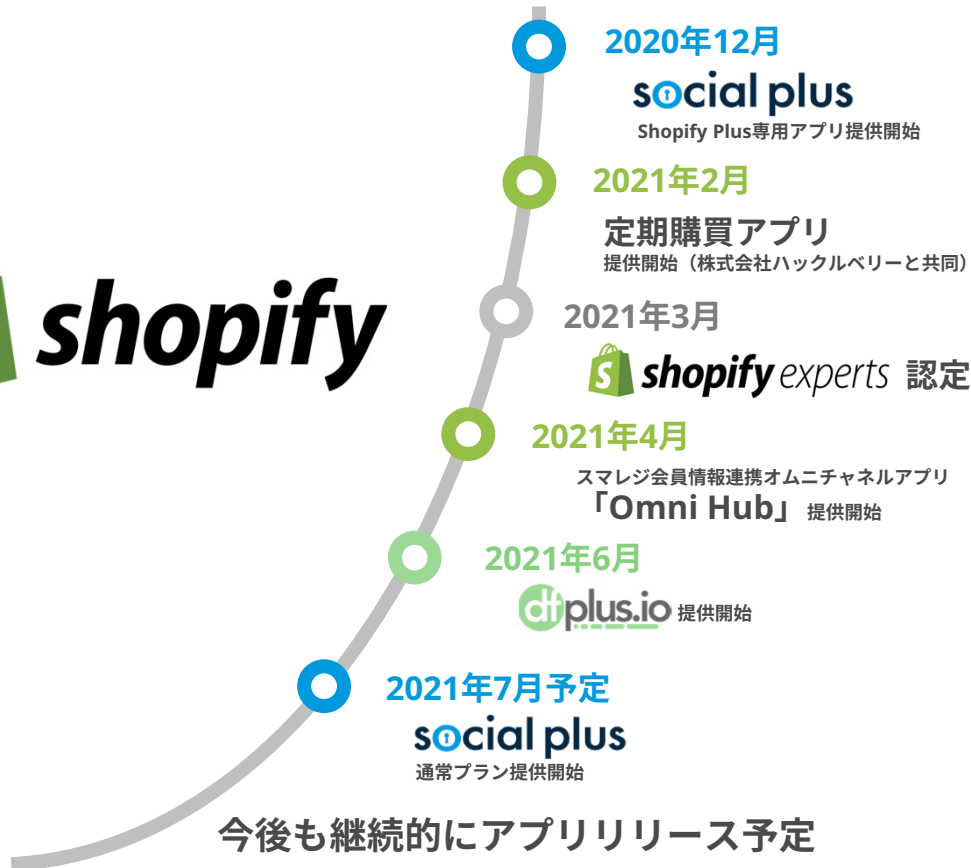 shopify
2020年12月
social plus
Shopify Plus専用アプリ提供開始
2021年2月
定期購買アプリ
提供開始（株式会社ハックルベリーと共同）
2021年3月
shopify experts 認定
2021年4月
スマレジ会員情報連携オムニチャネルアプリ
「Omni Hub」提供開始
2021年6月
dfplus.io 提供開始
2021年7月予定
social plus
通常プラン提供開始
今後も継続的にアプリリリース予定